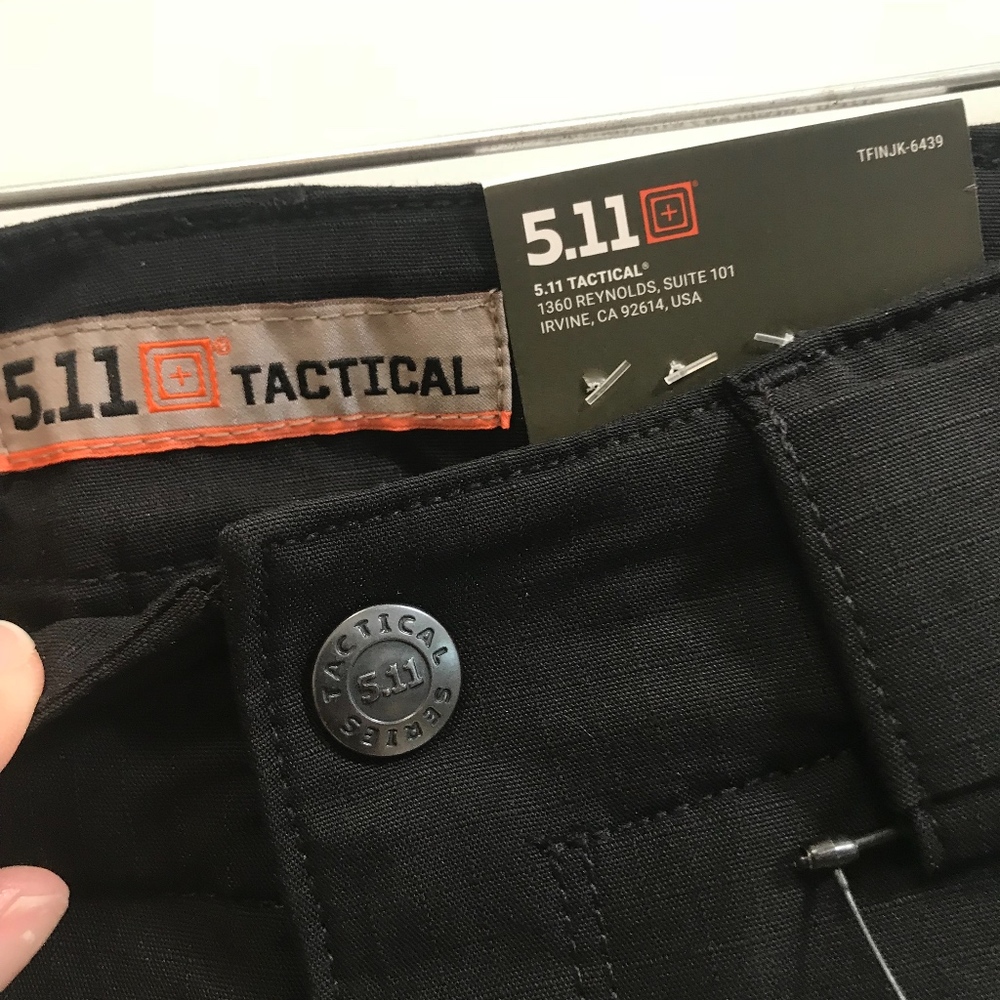 TFINJK-6439
5.11®
5.11 TACTICAL®
1360 REYNOLDS, SUITE 101
IRVINE, CA 92614, USA
5.11® TACTICAL
TACTICAL
5.11
SERIES